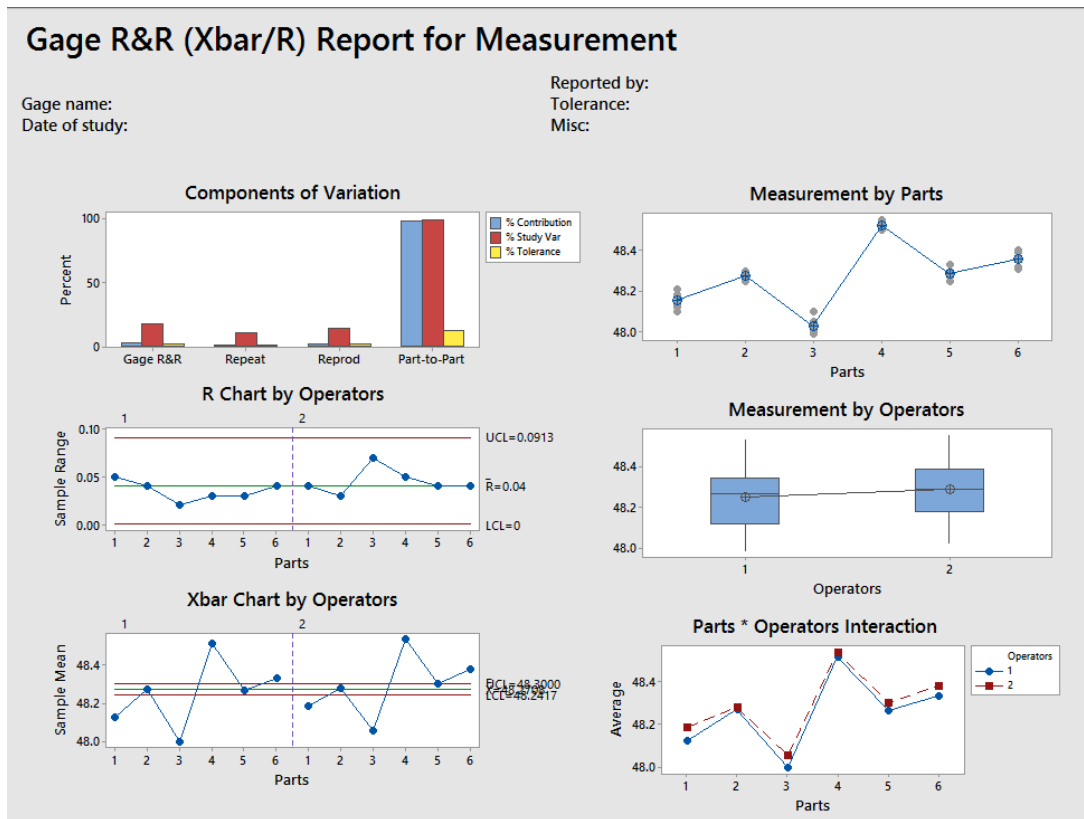 Gage R&R (Xbar/R) Report for Measurement
Reported by:
Gage name:
Tolerance:
Date of study:
Misc:
Components of Variation
Percent
100
50
0
Gage R&R Repeat Reprod Part-to-Part
% Contribution
% Study Var
% Tolerance
Measurement by Parts
48.4
48.2
48.0
1 2 3 4 5 6
Parts
R Chart by Operators
1 2
Sample Range
0.10
0.05
0.00
UCL=0.0913
R=0.04
LCL=0
1 2 3 4 5 6 1 2 3 4 5 6
Parts
Measurement by Operators
48.4
48.2
48.0
1 2
Operators
Xbar Chart by Operators
1 2
Sample Mean
48.4
48.2
48.0
UCL=48.3000
LCL=48.2417
1 2 3 4 5 6 1 2 3 4 5 6
Parts
Parts * Operators Interaction
Average
48.4
48.2
48.0
1 2 3 4 5 6
Parts
Operators
1
2